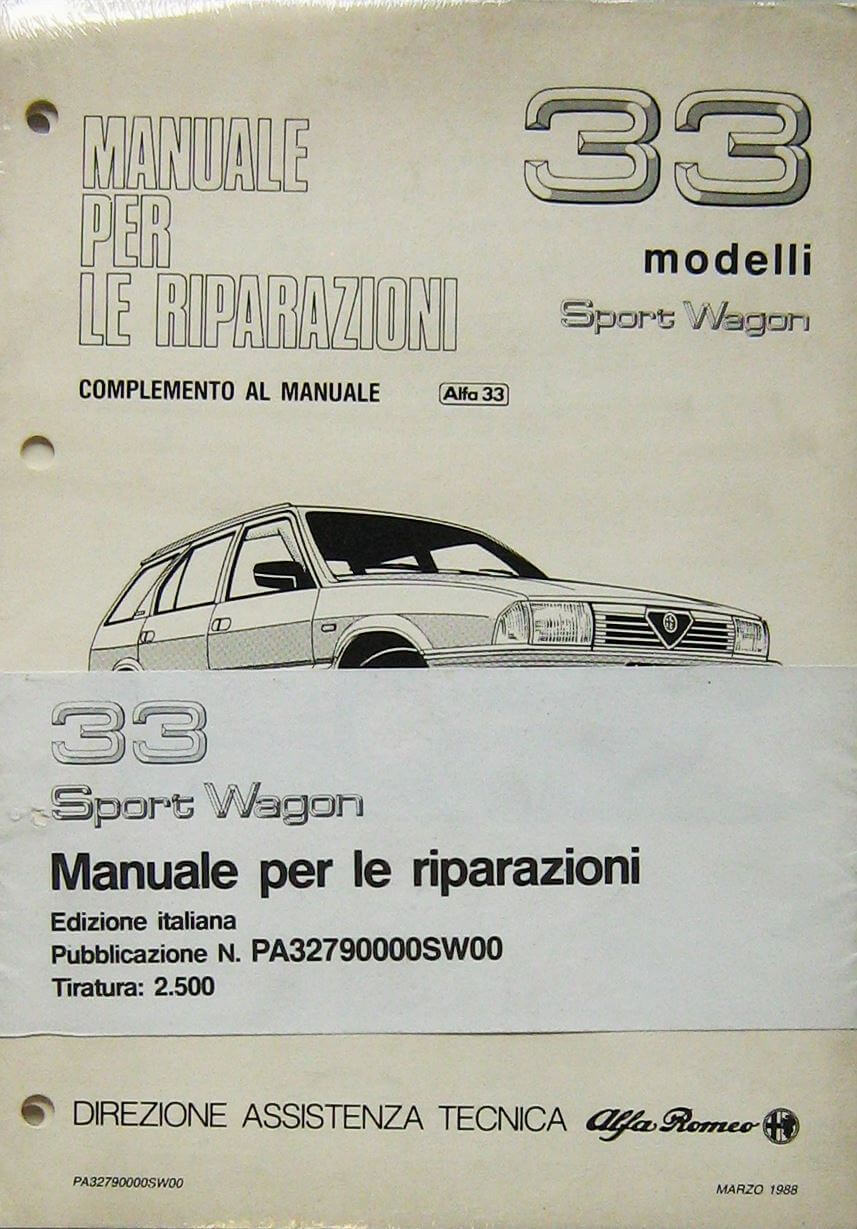 MANUALE
PER
LE RIPARAZIONI
33
modelli
Sport Wagon
COMPLEMENTO AL MANUALE Alfa 33
33
Sport Wagon
Manuale per le riparazioni
Edizione italiana
Pubblicazione N. PA32790000SW00
Tiratura: 2.500
DIREZIONE ASSISTENZA TECNICA Alfa Romeo
PA32790000SW00
MARZO 1988